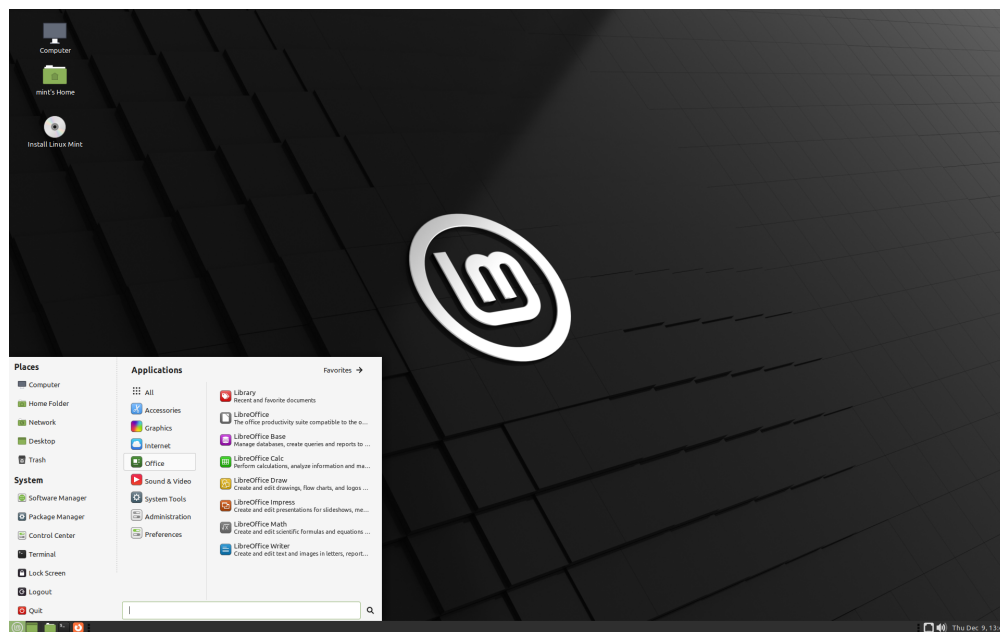 Computer
mint's Home
Install Linux Mint
Places
Computer
Home Folder
Network
Desktop
Trash
System
Software Manager
Package Manager
Control Center
Terminal
Lock Screen
Logout
Quit
Applications
Favorites
All
Accessories
Graphics
Internet
Office
Sound & Video
System Tools
Administration
Preferences
Library
Recent and favorite documents
LibreOffice
The office productivity suite compatible to the o...
LibreOffice Base
Manage databases, create queries and reports to ...
LibreOffice Calc
Perform calculations, analyze information and ma...
LibreOffice Draw
Create and edit drawings, flow charts, and logos ...
LibreOffice Impress
Create and edit presentations for slideshows, me...
LibreOffice Math
Create and edit scientific formulas and equations ...
LibreOffice Writer
Create and edit text and images in letters, report...
Thu Dec 9, 13: